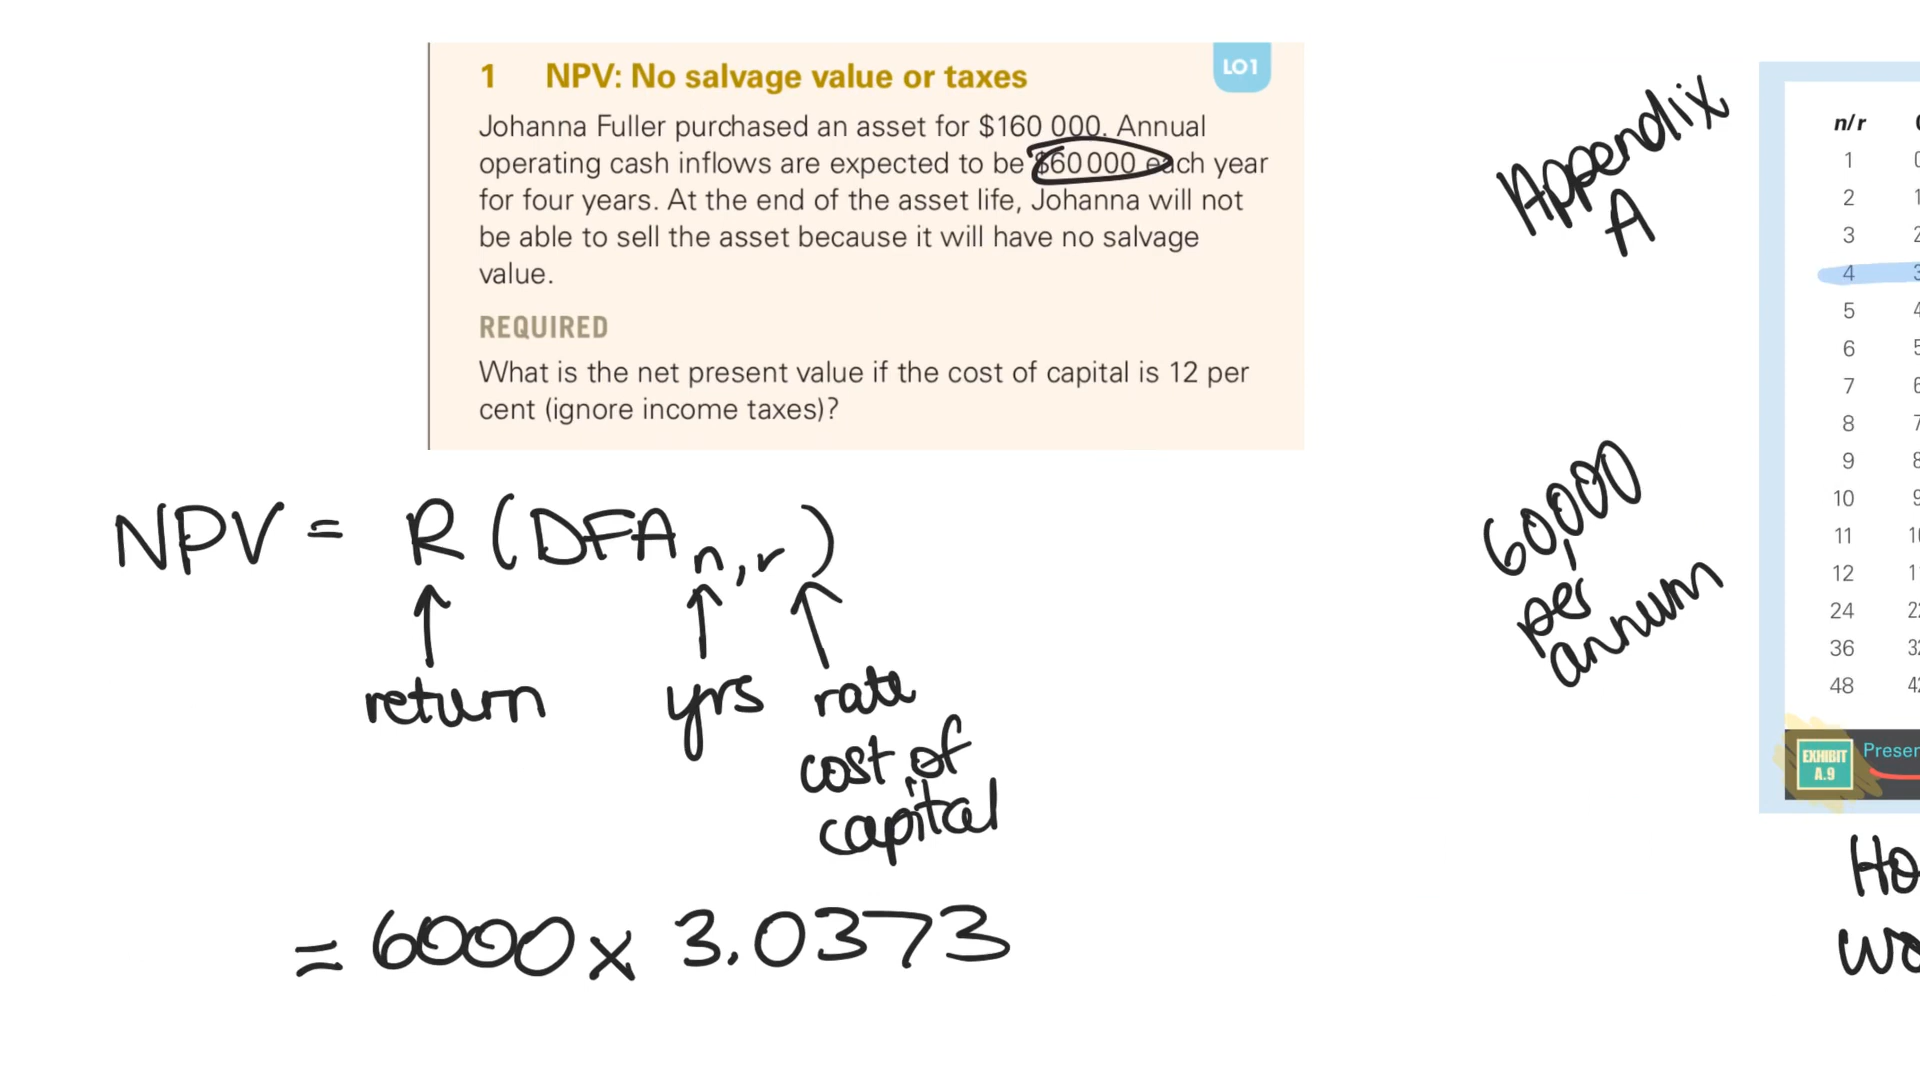 1 NPV: No salvage value or taxes
LO1
Johanna Fuller purchased an asset for $160 000. Annual
operating cash inflows are expected to be $60 000 each year
for four years. At the end of the asset life, Johanna will not
be able to sell the asset because it will have no salvage
value.
REQUIRED
What is the net present value if the cost of capital is 12 per
cent (ignore income taxes)?
NPV = R (DFA n, r)
return yrs rate
cost of
capital
= 6000 x 3.0373
Appendix
A
60,000
per
annum
n/r
1
2
3
4
5
6
7
8
9
10
11
12
24
36
48
EXHIBIT
A.9